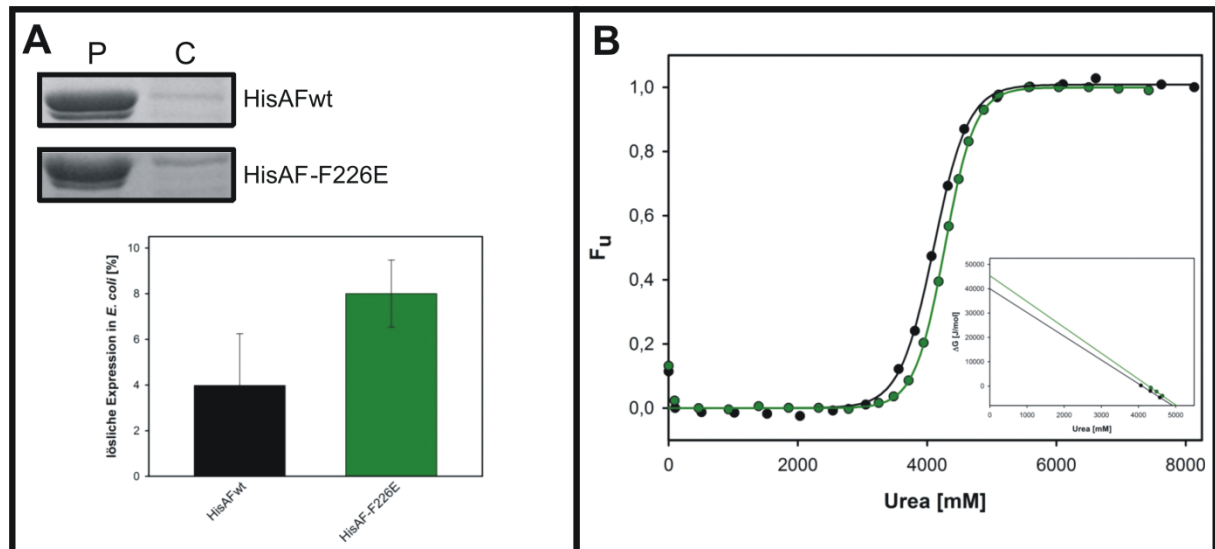 A
P C
HisAFwt
HisAF-F226E
lösliche Expression in E. coli [%]
10
8
6
4
2
0
HisAFwt
HisAF-F226E
B
Fu
1,0
0,8
0,6
0,4
0,2
0,0
0 2000 4000 6000 8000
Urea [mM]
ΔG [J/mol]
50000
40000
30000
20000
10000
0
0 1000 2000 3000 4000 5000
Urea [mM]